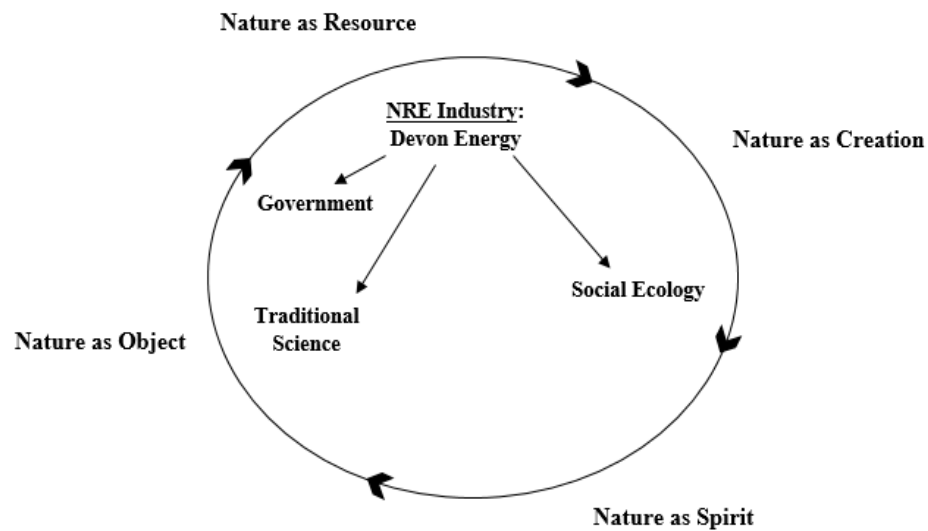 Nature as Resource
NRE Industry:
Devon Energy
Nature as Creation
Government
Social Ecology
Traditional
Science
Nature as Object
Nature as Spirit